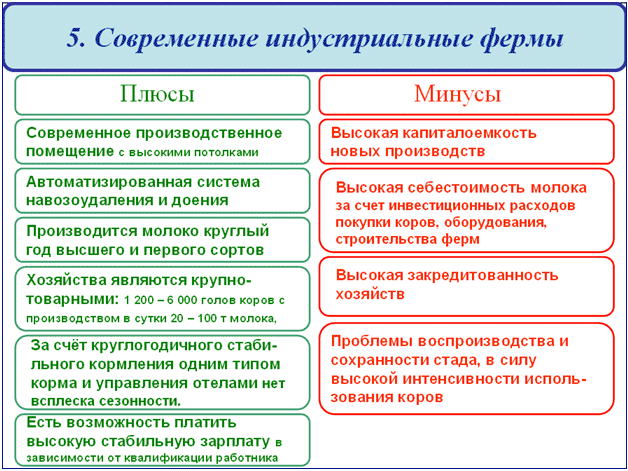 5. Современные индустриальные фермы
Плюсы
Современное производственное
помещение с высокими потолками
Автоматизированная система
навозоудаления и доения
Производится молоко круглый
год высшего и первого сортов
Хозяйства являются крупно-
товарными: 1 200 – 6 000 голов коров с
производством в сутки 20 – 100 т молока,
За счёт круглогодичного стаби-
льного кормления одним типом
корма и управления отелами нет
всплеска сезонности.
Есть возможность платить
высокую стабильную зарплату в
зависимости от квалификации работника
Минусы
Высокая капиталоемкость
новых производств
Высокая себестоимость молока
за счет инвестиционных расходов
покупки коров, оборудования,
строительства ферм
Высокая закредитованность
хозяйств
Проблемы воспроизводства и
сохранности стада, в силу
высокой интенсивности исполь-
зования коров